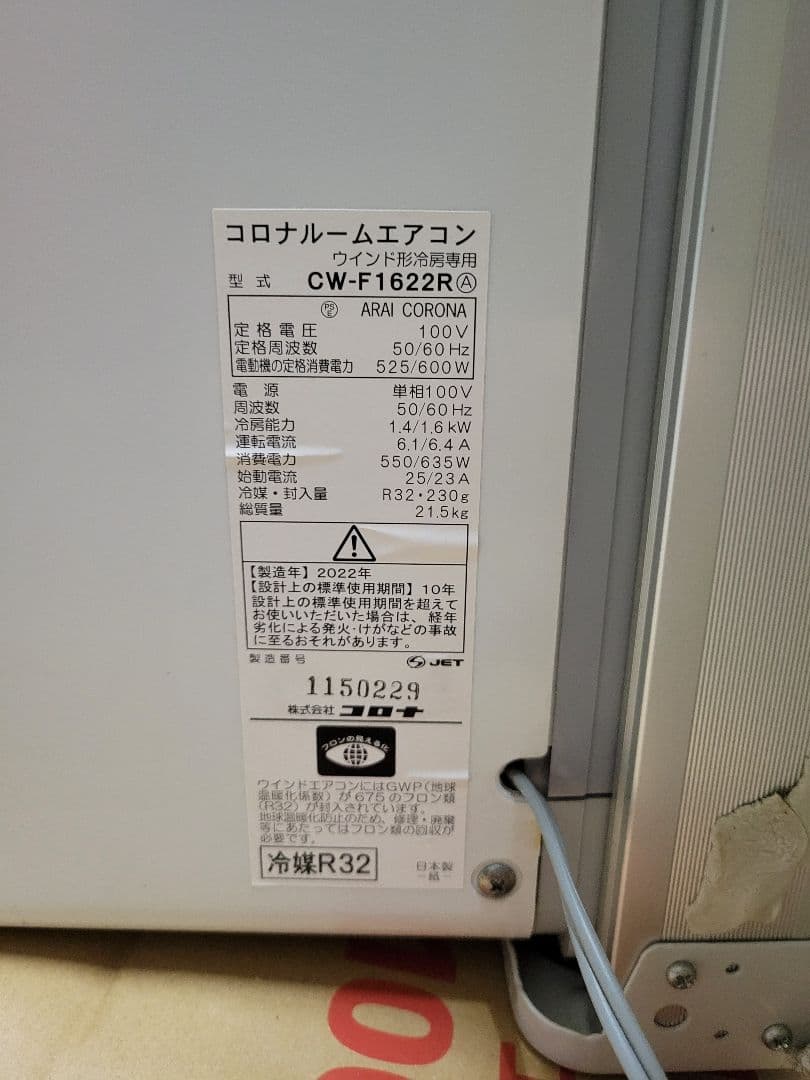 コロナルームエアコン
ウインド形冷房専用
型式 CW-F1622RⒶ
PSE ARAI CORONA
定格電圧 100V
定格周波数 50/60Hz
電動機の定格消費電力 525/600W
電源 単相100V
周波数 50/60Hz
冷房能力 1.4/1.6kW
運転電流 6.1/6.4A
消費電力 550/635W
始動電流 25/23A
冷媒・封入量 R32・230g
総質量 21.5kg
【製造年】2022年
【設計上の標準使用期間】10年
設計上の標準使用期間を超えて
お使いいただいた場合は、経年
劣化による発火・けがなどの事故
に至るおそれがあります。
製造番号 JET
1150229
株式会社 コロナ
フロンの見える化
ウインドエアコンにはGWP(地球
温暖化係数)が675のフロン類
(R32)が封入されています。
地球温暖化防止のため、修理・廃棄
等にあたってはフロン類の回収が
必要です。
冷媒R32
日本製
-紙-